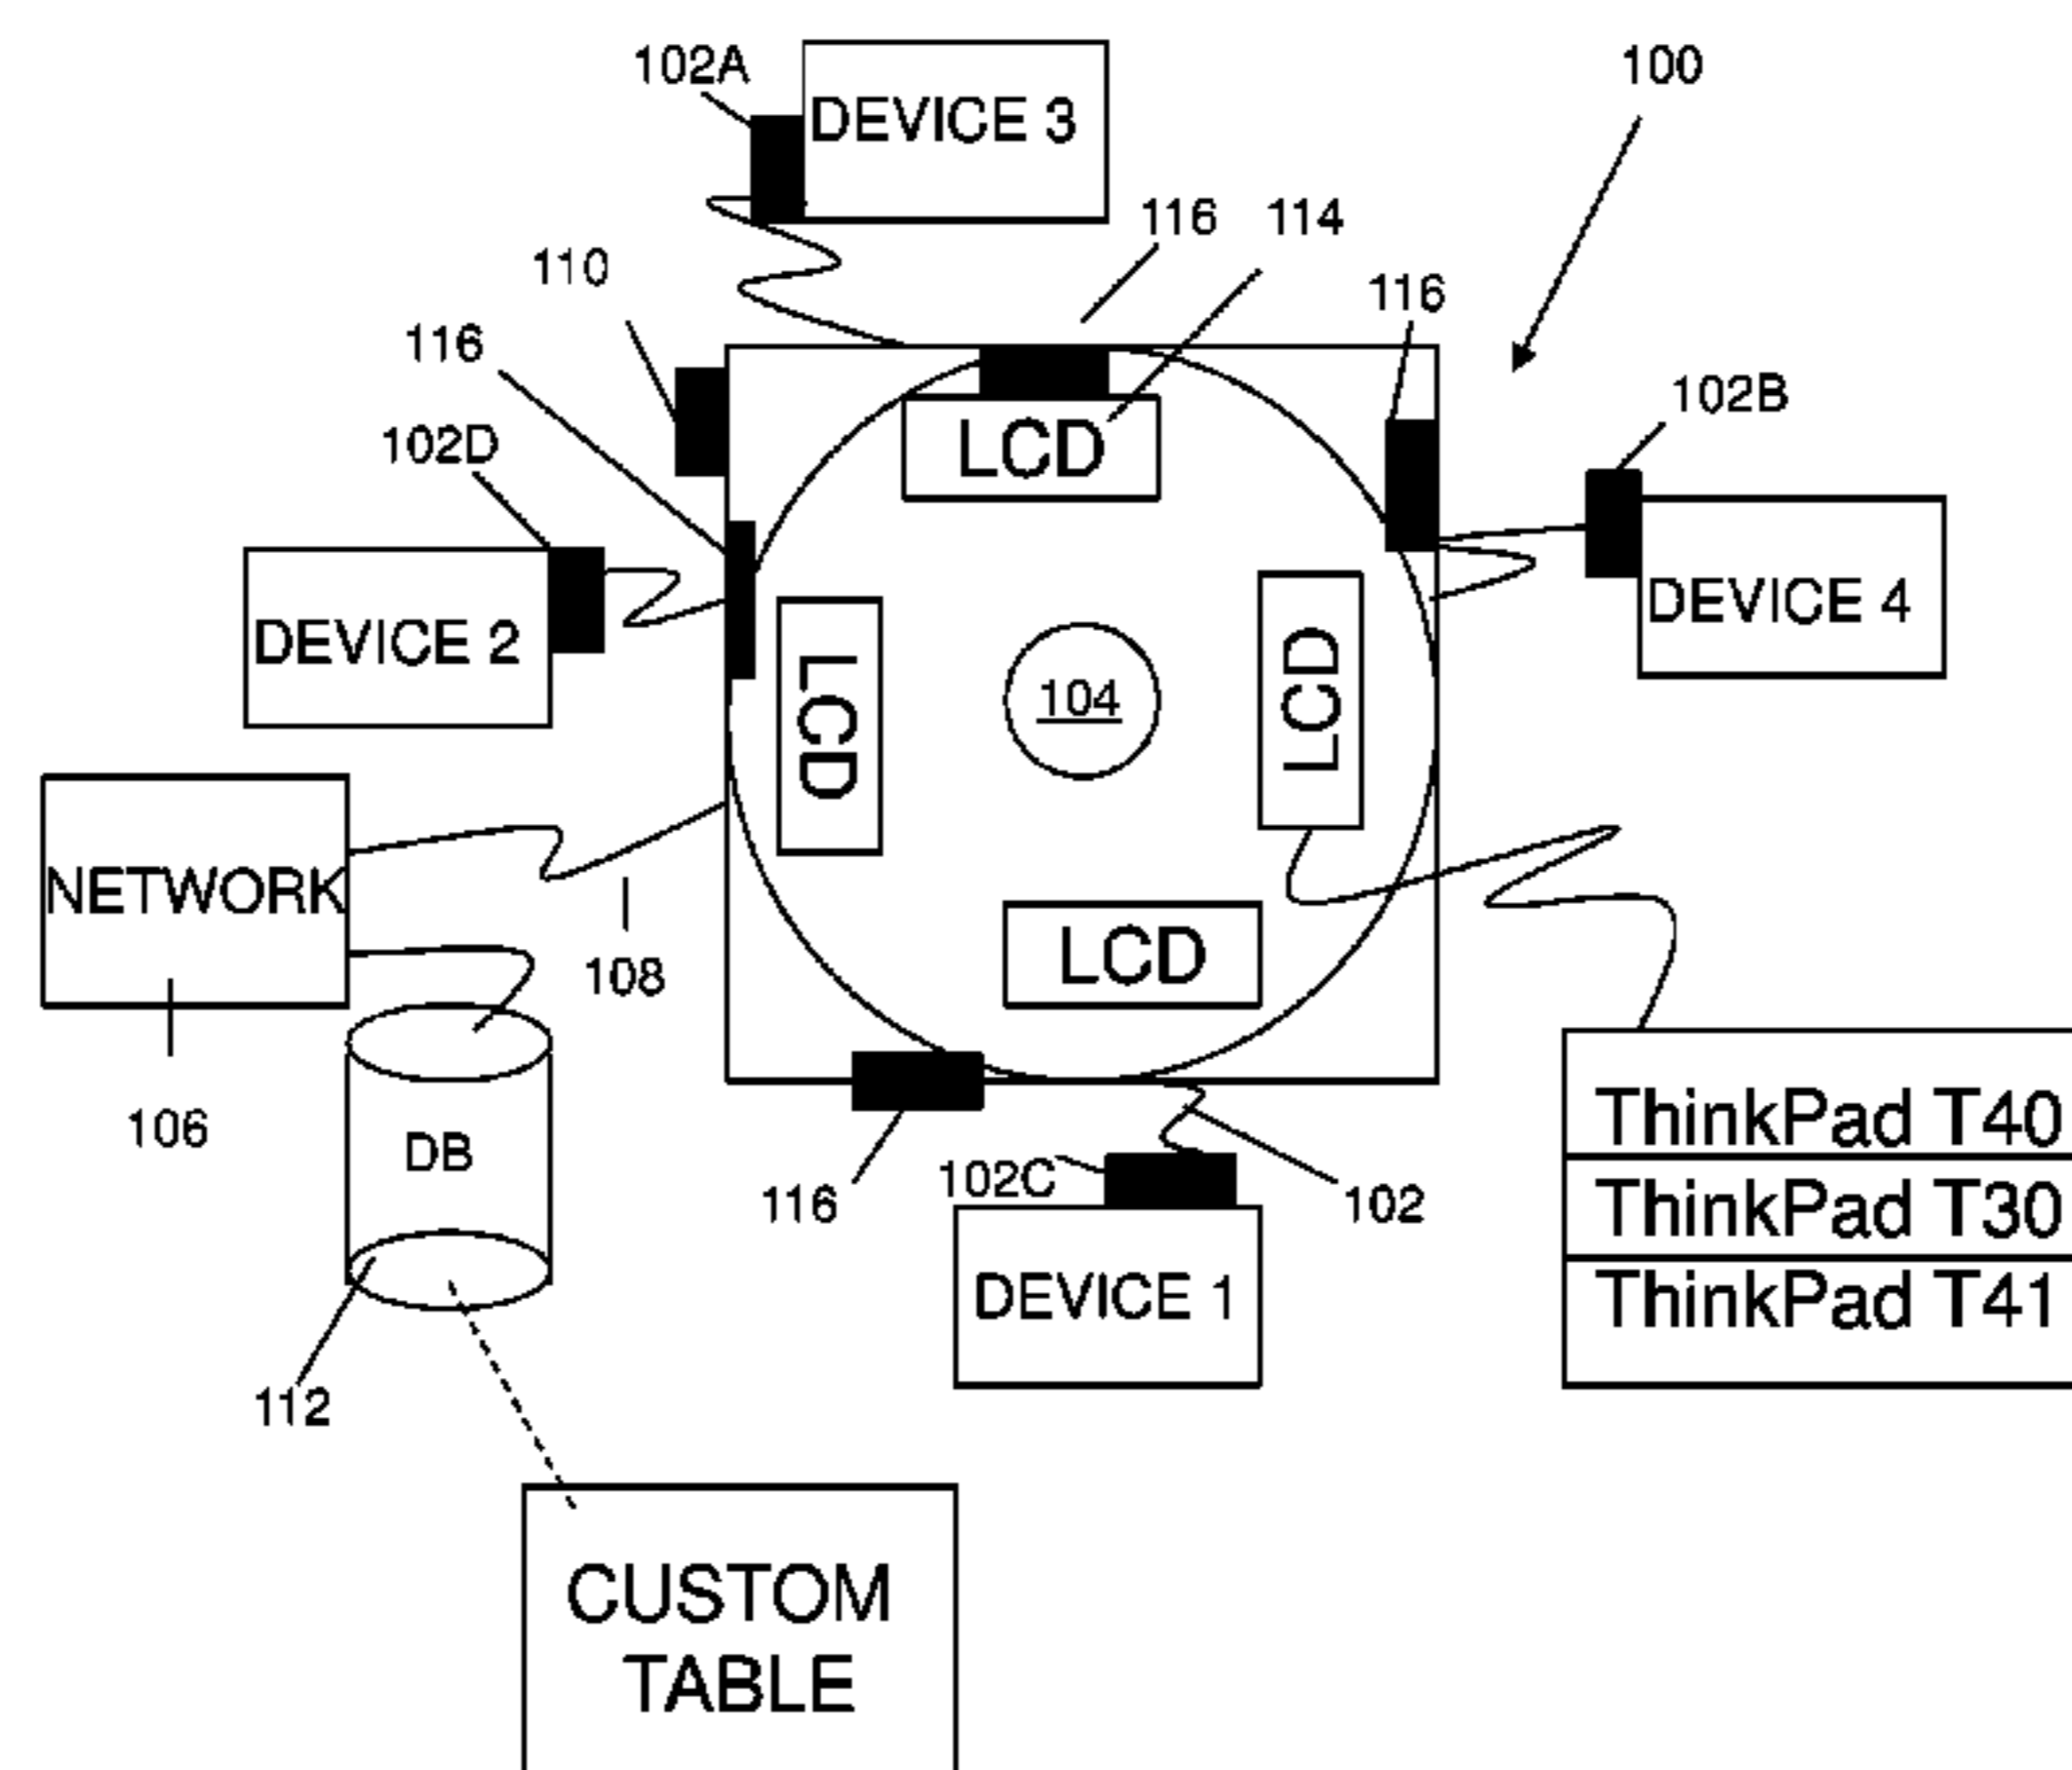 102A
DEVICE 3
100
116
114
110
116
116
102B
102D
LCD
DEVICE 4
DEVICE 2
LCD
104
LCD
NETWORK
108
LCD
106
DB
ThinkPad T40
ThinkPad T30
ThinkPad T41
116
102C
102
DEVICE 1
112
CUSTOM
TABLE